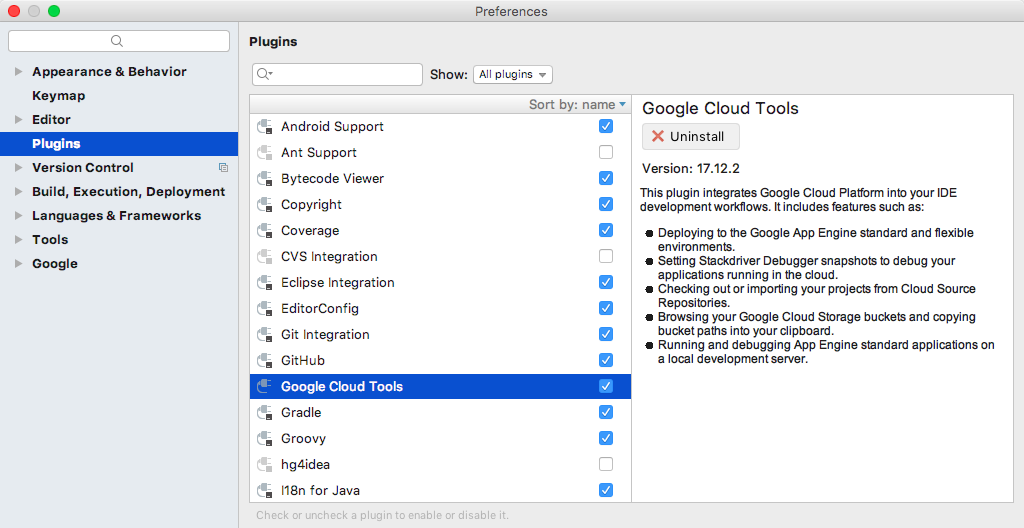 Preferences
Appearance & Behavior
Keymap
Editor
Plugins
Version Control
Build, Execution, Deployment
Languages & Frameworks
Tools
Google
Plugins
Show: All plugins
Sort by: name
Android Support
Ant Support
Bytecode Viewer
Copyright
Coverage
CVS Integration
Eclipse Integration
EditorConfig
Git Integration
GitHub
Google Cloud Tools
Gradle
Groovy
hg4idea
I18n for Java
Check or uncheck a plugin to enable or disable it.
Google Cloud Tools
Uninstall
Version: 17.12.2
This plugin integrates Google Cloud Platform into your IDE
development workflows. It includes features such as:
Deploying to the Google App Engine standard and flexible
environments.
Setting Stackdriver Debugger snapshots to debug your
applications running in the cloud.
Checking out or importing your projects from Cloud Source
Repositories.
Browsing your Google Cloud Storage buckets and copying
bucket paths into your clipboard.
Running and debugging App Engine standard applications on
a local development server.